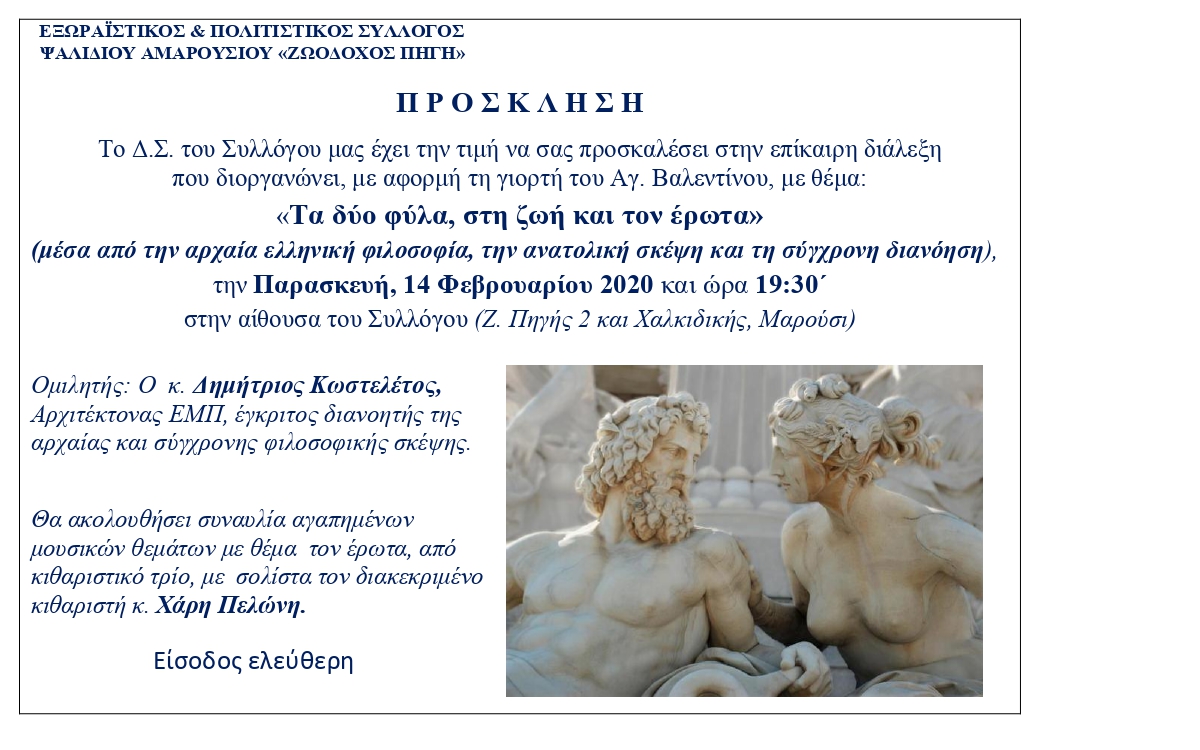 ΕΞΩΡΑΪΣΤΙΚΟΣ & ΠΟΛΙΤΙΣΤΙΚΟΣ ΣΥΛΛΟΓΟΣ
ΨΑΛΙΔΙΟΥ ΑΜΑΡΟΥΣΙΟΥ «ΖΩΟΔΟΧΟΣ ΠΗΓΗ»
Π Ρ Ο Σ Κ Λ Η Σ Η
Το Δ.Σ. του Συλλόγου μας έχει την τιμή να σας προσκαλέσει στην επίκαιρη διάλεξη
που διοργανώνει, με αφορμή τη γιορτή του Αγ. Βαλεντίνου, με θέμα:
«Τα δύο φύλα, στη ζωή και τον έρωτα»
(μέσα από την αρχαία ελληνική φιλοσοφία, την ανατολική σκέψη και τη σύγχρονη διανόηση),
την Παρασκευή, 14 Φεβρουαρίου 2020 και ώρα 19:30΄
στην αίθουσα του Συλλόγου (Ζ. Πηγής 2 και Χαλκιδικής, Μαρούσι)
Ομιλητής: Ο κ. Δημήτριος Κωστελέτος,
Αρχιτέκτονας ΕΜΠ, έγκριτος διανοητής της
αρχαίας και σύγχρονης φιλοσοφικής σκέψης.
Θα ακολουθήσει συναυλία αγαπημένων
μουσικών θεμάτων με θέμα τον έρωτα, από
κιθαριστικό τρίο, με σολίστα τον διακεκριμένο
κιθαριστή κ. Χάρη Πελώνη.
Είσοδος ελεύθερη